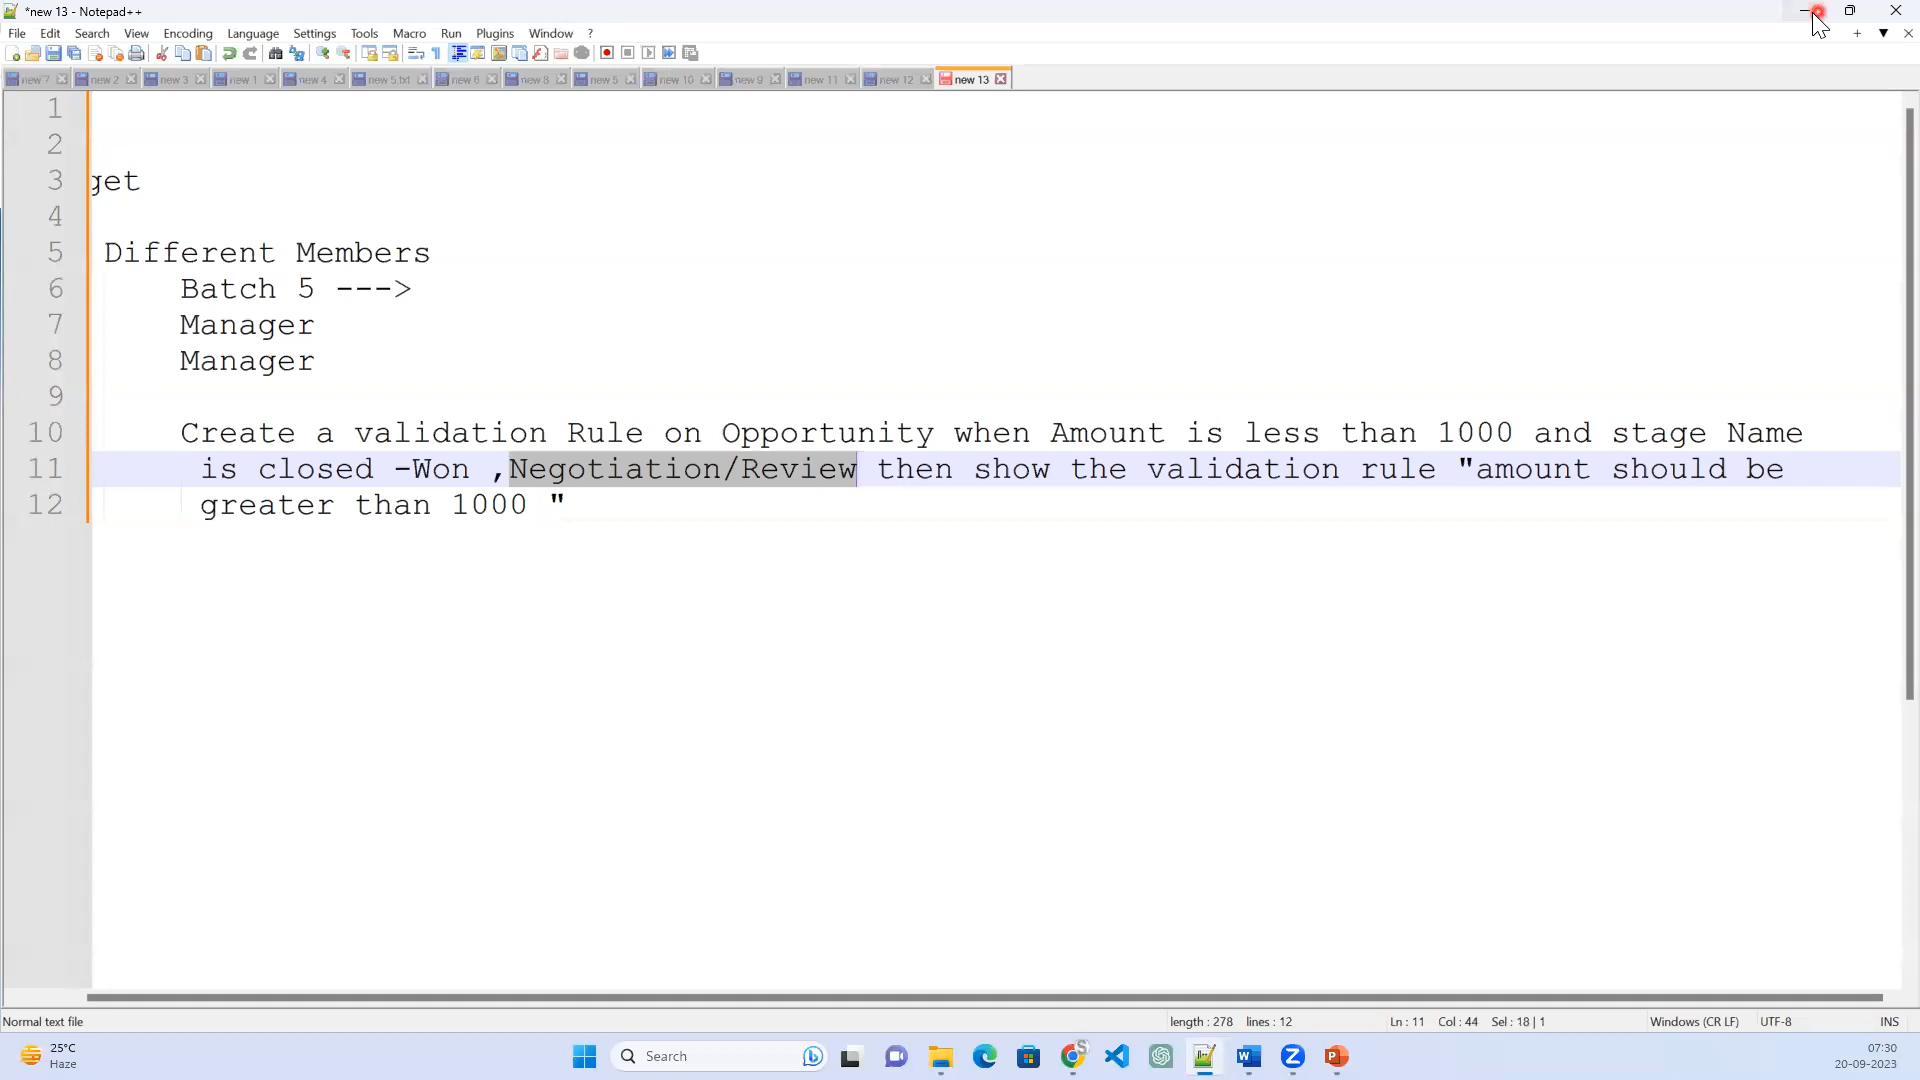 *new 13 - Notepad++
File Edit Search View Encoding Language Settings Tools Macro Run Plugins Window ?
new 7 new 2 new 3 new 1 new 4 new 5.txt new 6 new 8 new 5 new 10 new 9 new 11 new 12 new 13
1
2
3 get
4
5 Different Members
6 Batch 5 --->
7 Manager
8 Manager
9
10 Create a validation Rule on Opportunity when Amount is less than 1000 and stage Name
11 is closed -Won ,Negotiation/Review then show the validation rule "amount should be
12 greater than 1000 "
Normal text file length : 278 lines : 12 Ln : 11 Col : 44 Sel : 18 | 1 Windows (CR LF) UTF-8 INS
25°C
Haze
Search
07:30
20-09-2023